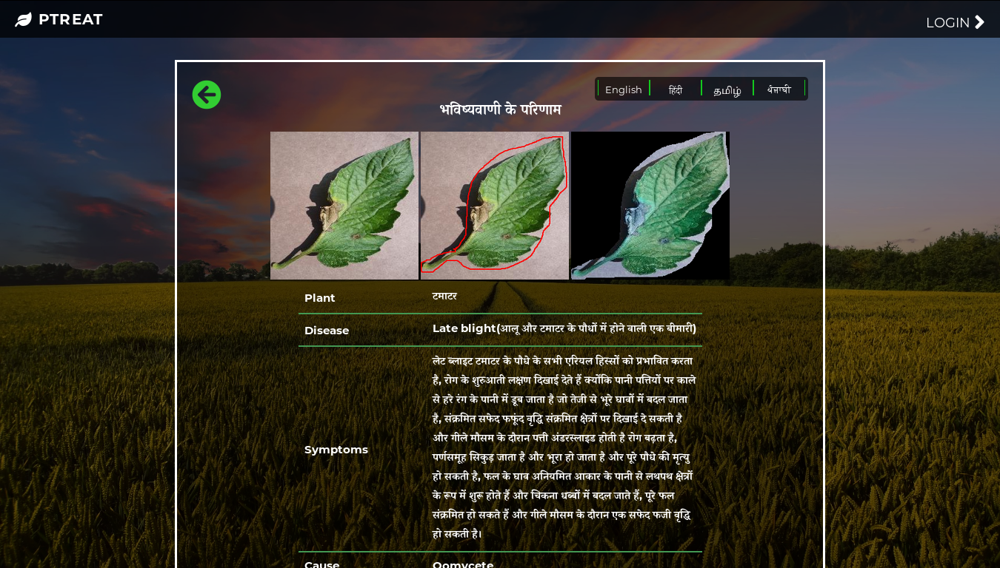 PTREAT
LOGIN
English
हिंदी
தமிழ்
ਪੰਜਾਬੀ
भविष्यवाणी के परिणाम
Plant
टमाटर
Disease
Late blight(आलू और टमाटर के पौधों में होने वाली एक बीमारी)
Symptoms
लेट ब्लाइट टमाटर के पौधे के सभी एरियल हिस्सों को प्रभावित करता
है, रोग के शुरुआती लक्षण दिखाई देते हैं क्योंकि पानी पत्तियों पर काले
से हरे रंग के पानी में डूब जाता है जो तेजी से भूरे घावों में बदल जाता
है, संक्रमित सफेद फफूंद वृद्धि संक्रमित क्षेत्रों पर दिखाई दे सकती है
और गीले मौसम के दौरान पत्ती अंडरस्लाइड होती है रोग बढ़ता है,
पर्णसमूह सिकुड़ जाता है और भूरा हो जाता है और पूरे पौधे की मृत्यु
हो सकती है, फल के घाव अनियमित आकार के पानी से लथपथ क्षेत्रों
के रूप में शुरू होते हैं और चिकना धब्बों में बदल जाते हैं, पूरे फल
संक्रमित हो सकते हैं और गीले मौसम के दौरान एक सफेद फजी वृद्धि
हो सकती है।
Cause
Oomycete